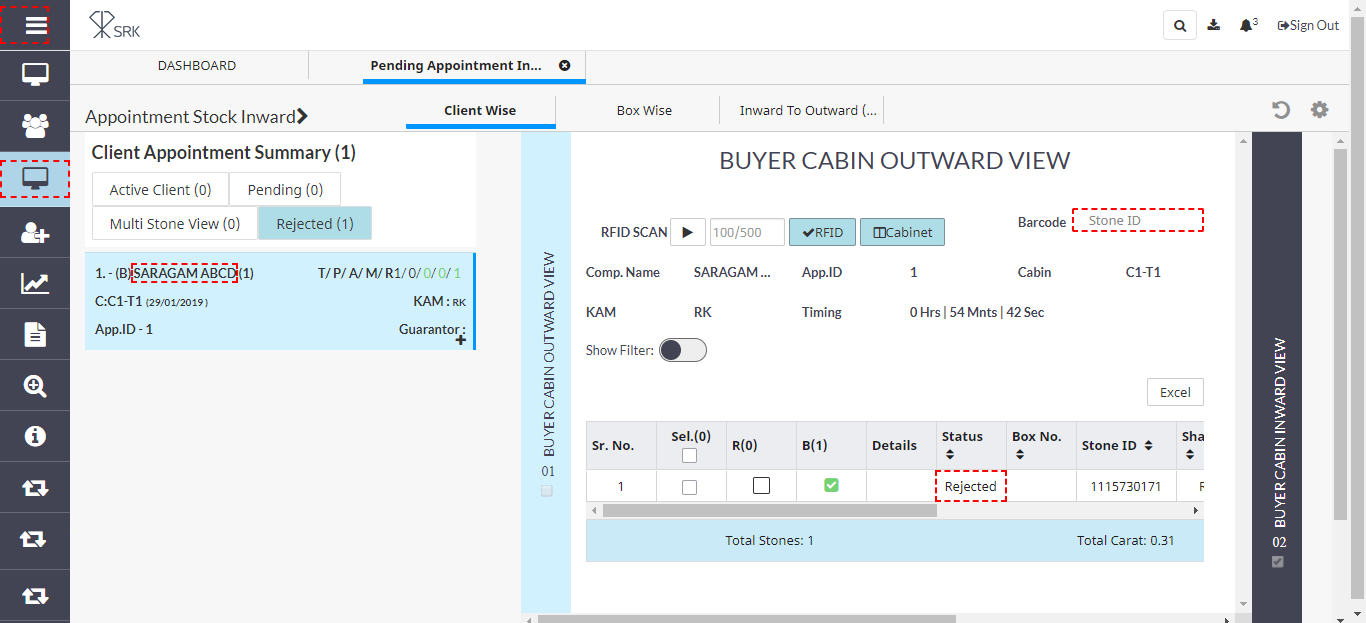 SRK
3
Sign Out
DASHBOARD
Pending Appointment In...
Appointment Stock Inward
Client Wise
Box Wise
Inward To Outward (...
Client Appointment Summary (1)
Active Client (0)
Pending (0)
Multi Stone View (0)
Rejected (1)
1. - (B)SARAGAM ABCD(1)
T/ P/ A/ M/ R1/ 0/ 0/ 0/ 1
C:C1-T1 (29/01/2019 )
KAM : RK
App.ID - 1
Guarantor :
BUYER CABIN OUTWARD VIEW
01
BUYER CABIN OUTWARD VIEW
RFID SCAN
100/500
RFID
Cabinet
Barcode
Stone ID
Comp. Name
SARAGAM ...
App.ID
1
Cabin
C1-T1
KAM
RK
Timing
0 Hrs | 54 Mnts | 42 Sec
Show Filter:
Excel
Sr. No.
Sel.(0)
R(0)
B(1)
Details
Status
Box No.
Stone ID
Sha
1
Rejected
1115730171
Total Stones: 1
Total Carat: 0.31
BUYER CABIN INWARD VIEW
02